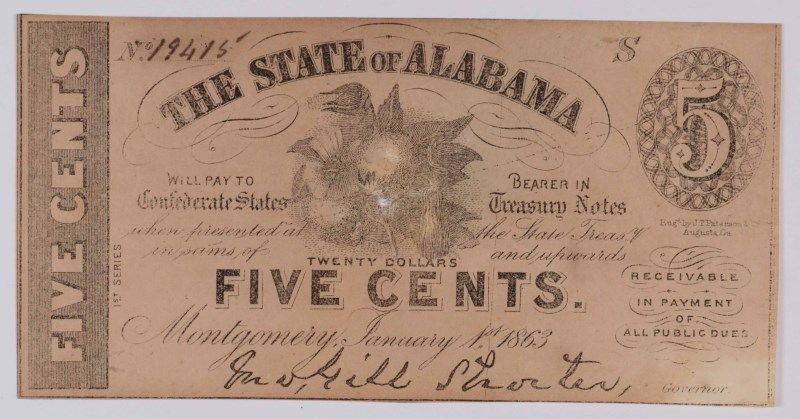 FIVE CENTS
No. 19415
S
THE STATE OF ALABAMA
5
WILL PAY TO BEARER IN
Confederate States Treasury Notes
when presented at the State Treas.y
in sums of and upwards
TWENTY DOLLARS
1ST SERIES
FIVE CENTS.
Eng.d by J.T. Paterson &
Augusta, Ga.
RECEIVABLE
IN PAYMENT
OF
ALL PUBLIC DUES
Montgomery, January 1st 1863
Jno. Gill Shorter,
Governor.